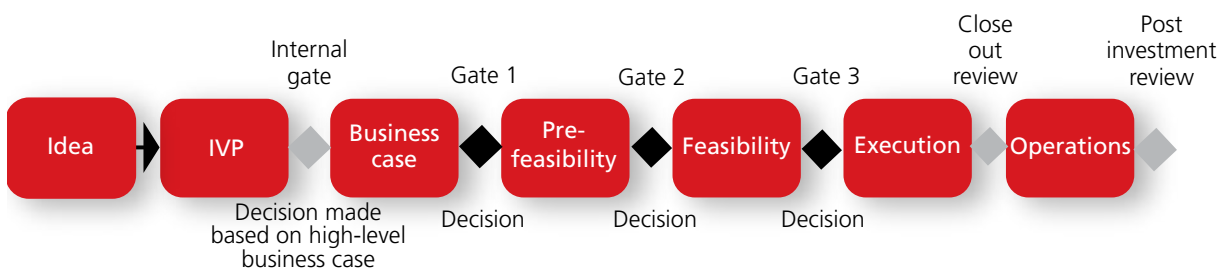 Internal
gate
Gate 1
Gate 2
Gate 3
Close
out
review
Post
investment
review
Idea
IVP
Business
case
Pre-
feasibility
Feasibility
Execution
Operations
Decision made
based on high-level
business case
Decision
Decision
Decision